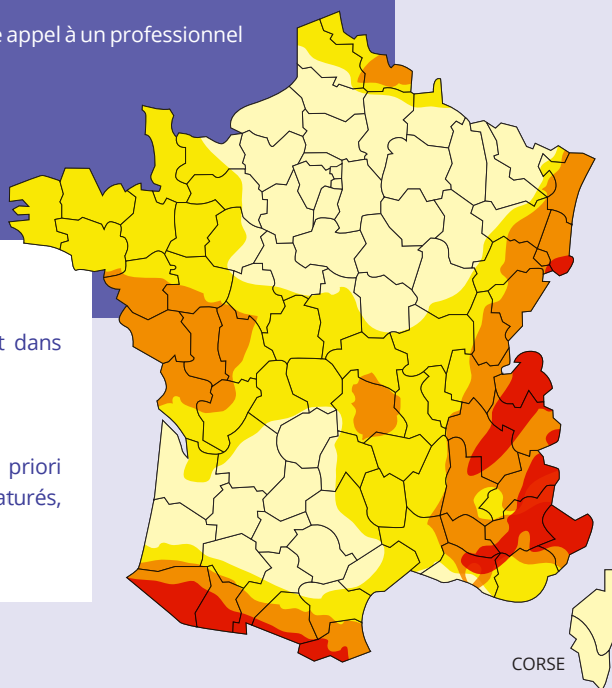 e appel à un professionnel
t dans
priori
aturés,
CORSE